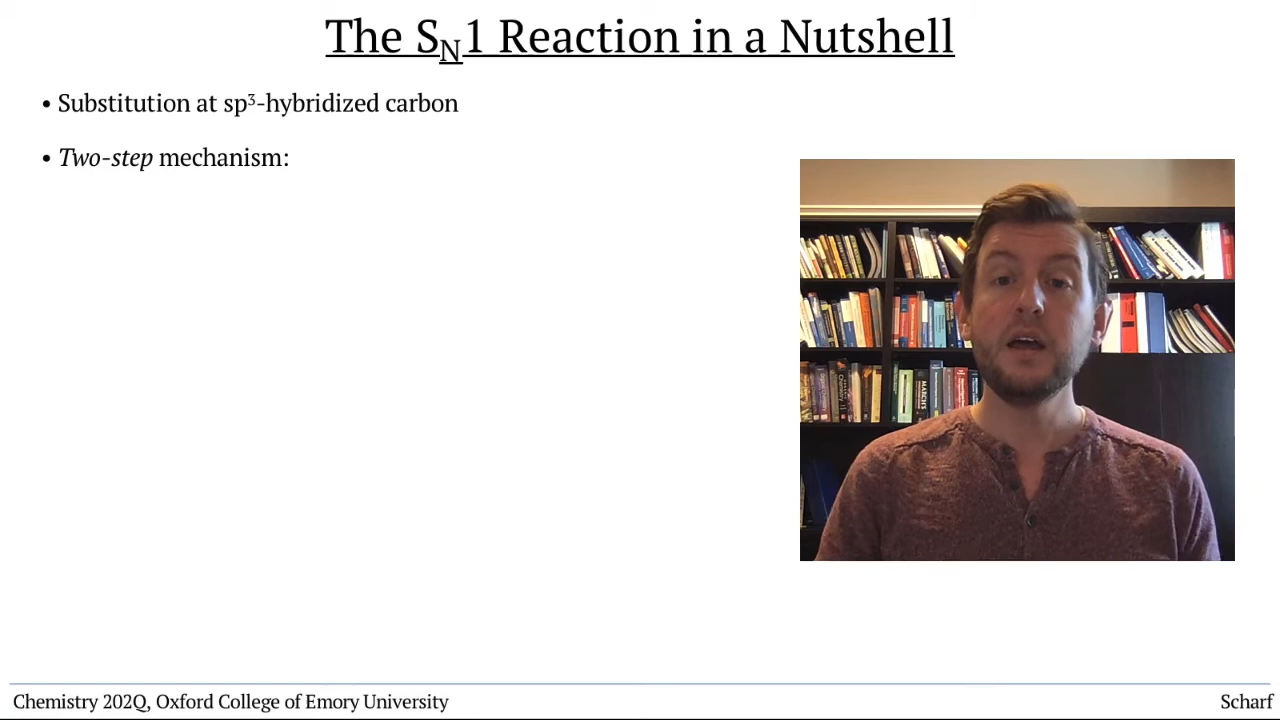 The SN1 Reaction in a Nutshell
• Substitution at sp³-hybridized carbon
• Two-step mechanism:
MARCH'S
Chemistry 202Q, Oxford College of Emory University
Scharf